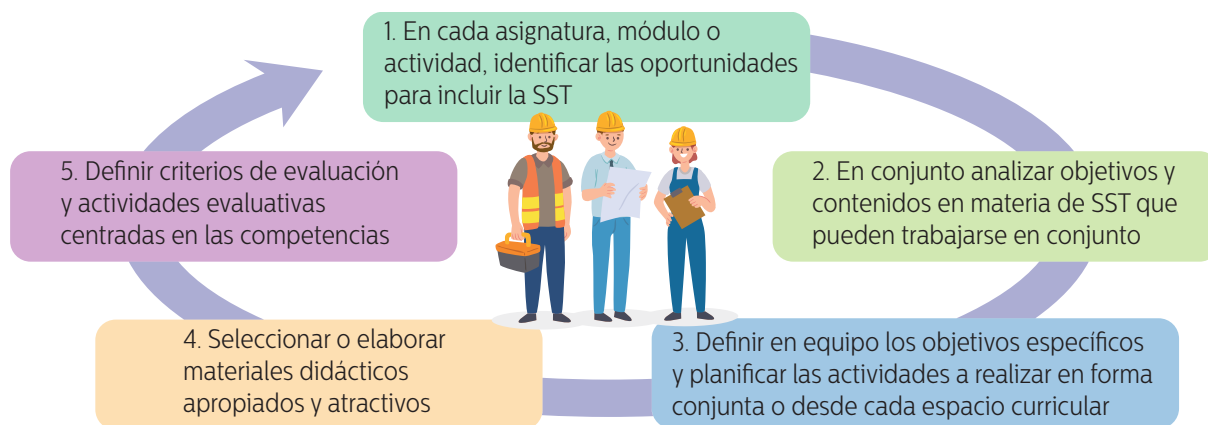 1. En cada asignatura, módulo o
actividad, identificar las oportunidades
para incluir la SST
2. En conjunto analizar objetivos y
contenidos en materia de SST que
pueden trabajarse en conjunto
3. Definir en equipo los objetivos específicos
y planificar las actividades a realizar en forma
conjunta o desde cada espacio curricular
4. Seleccionar o elaborar
materiales didácticos
apropiados y atractivos
5. Definir criterios de evaluación
y actividades evaluativas
centradas en las competencias